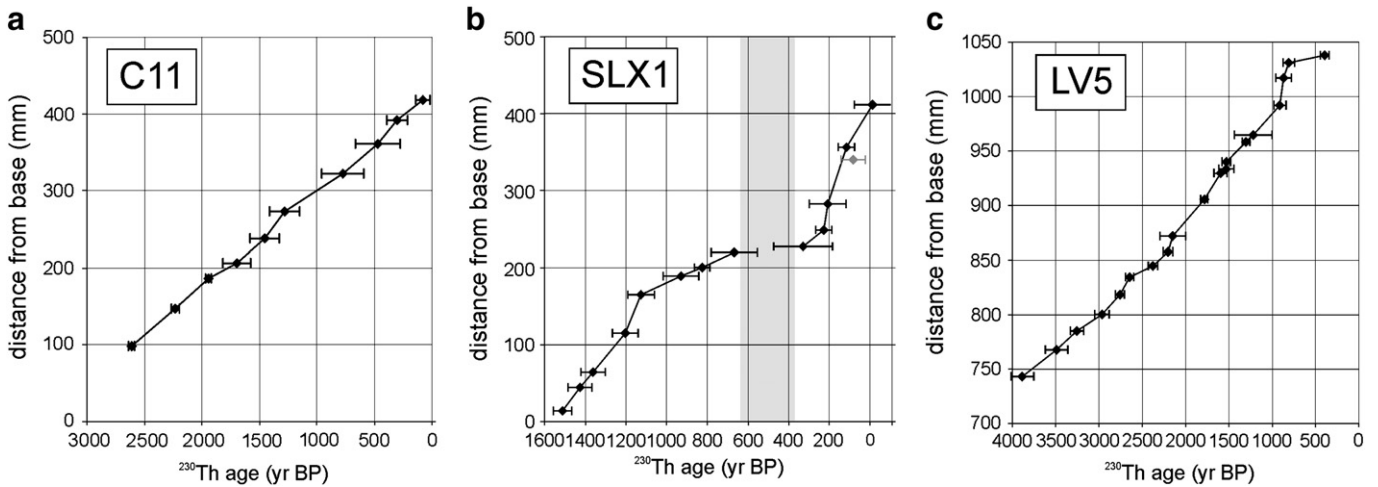 a
C11
distance from base (mm)
500
400
300
200
100
0
3000 2500 2000 1500 1000 500 0
²³⁰Th age (yr BP)
b
SLX1
distance from base (mm)
500
400
300
200
100
0
1600 1400 1200 1000 800 600 400 200 0
²³⁰Th age (yr BP)
c
LV5
distance from base (mm)
1050
1000
950
900
850
800
750
700
4000 3500 3000 2500 2000 1500 1000 500 0
²³⁰Th age (yr BP)